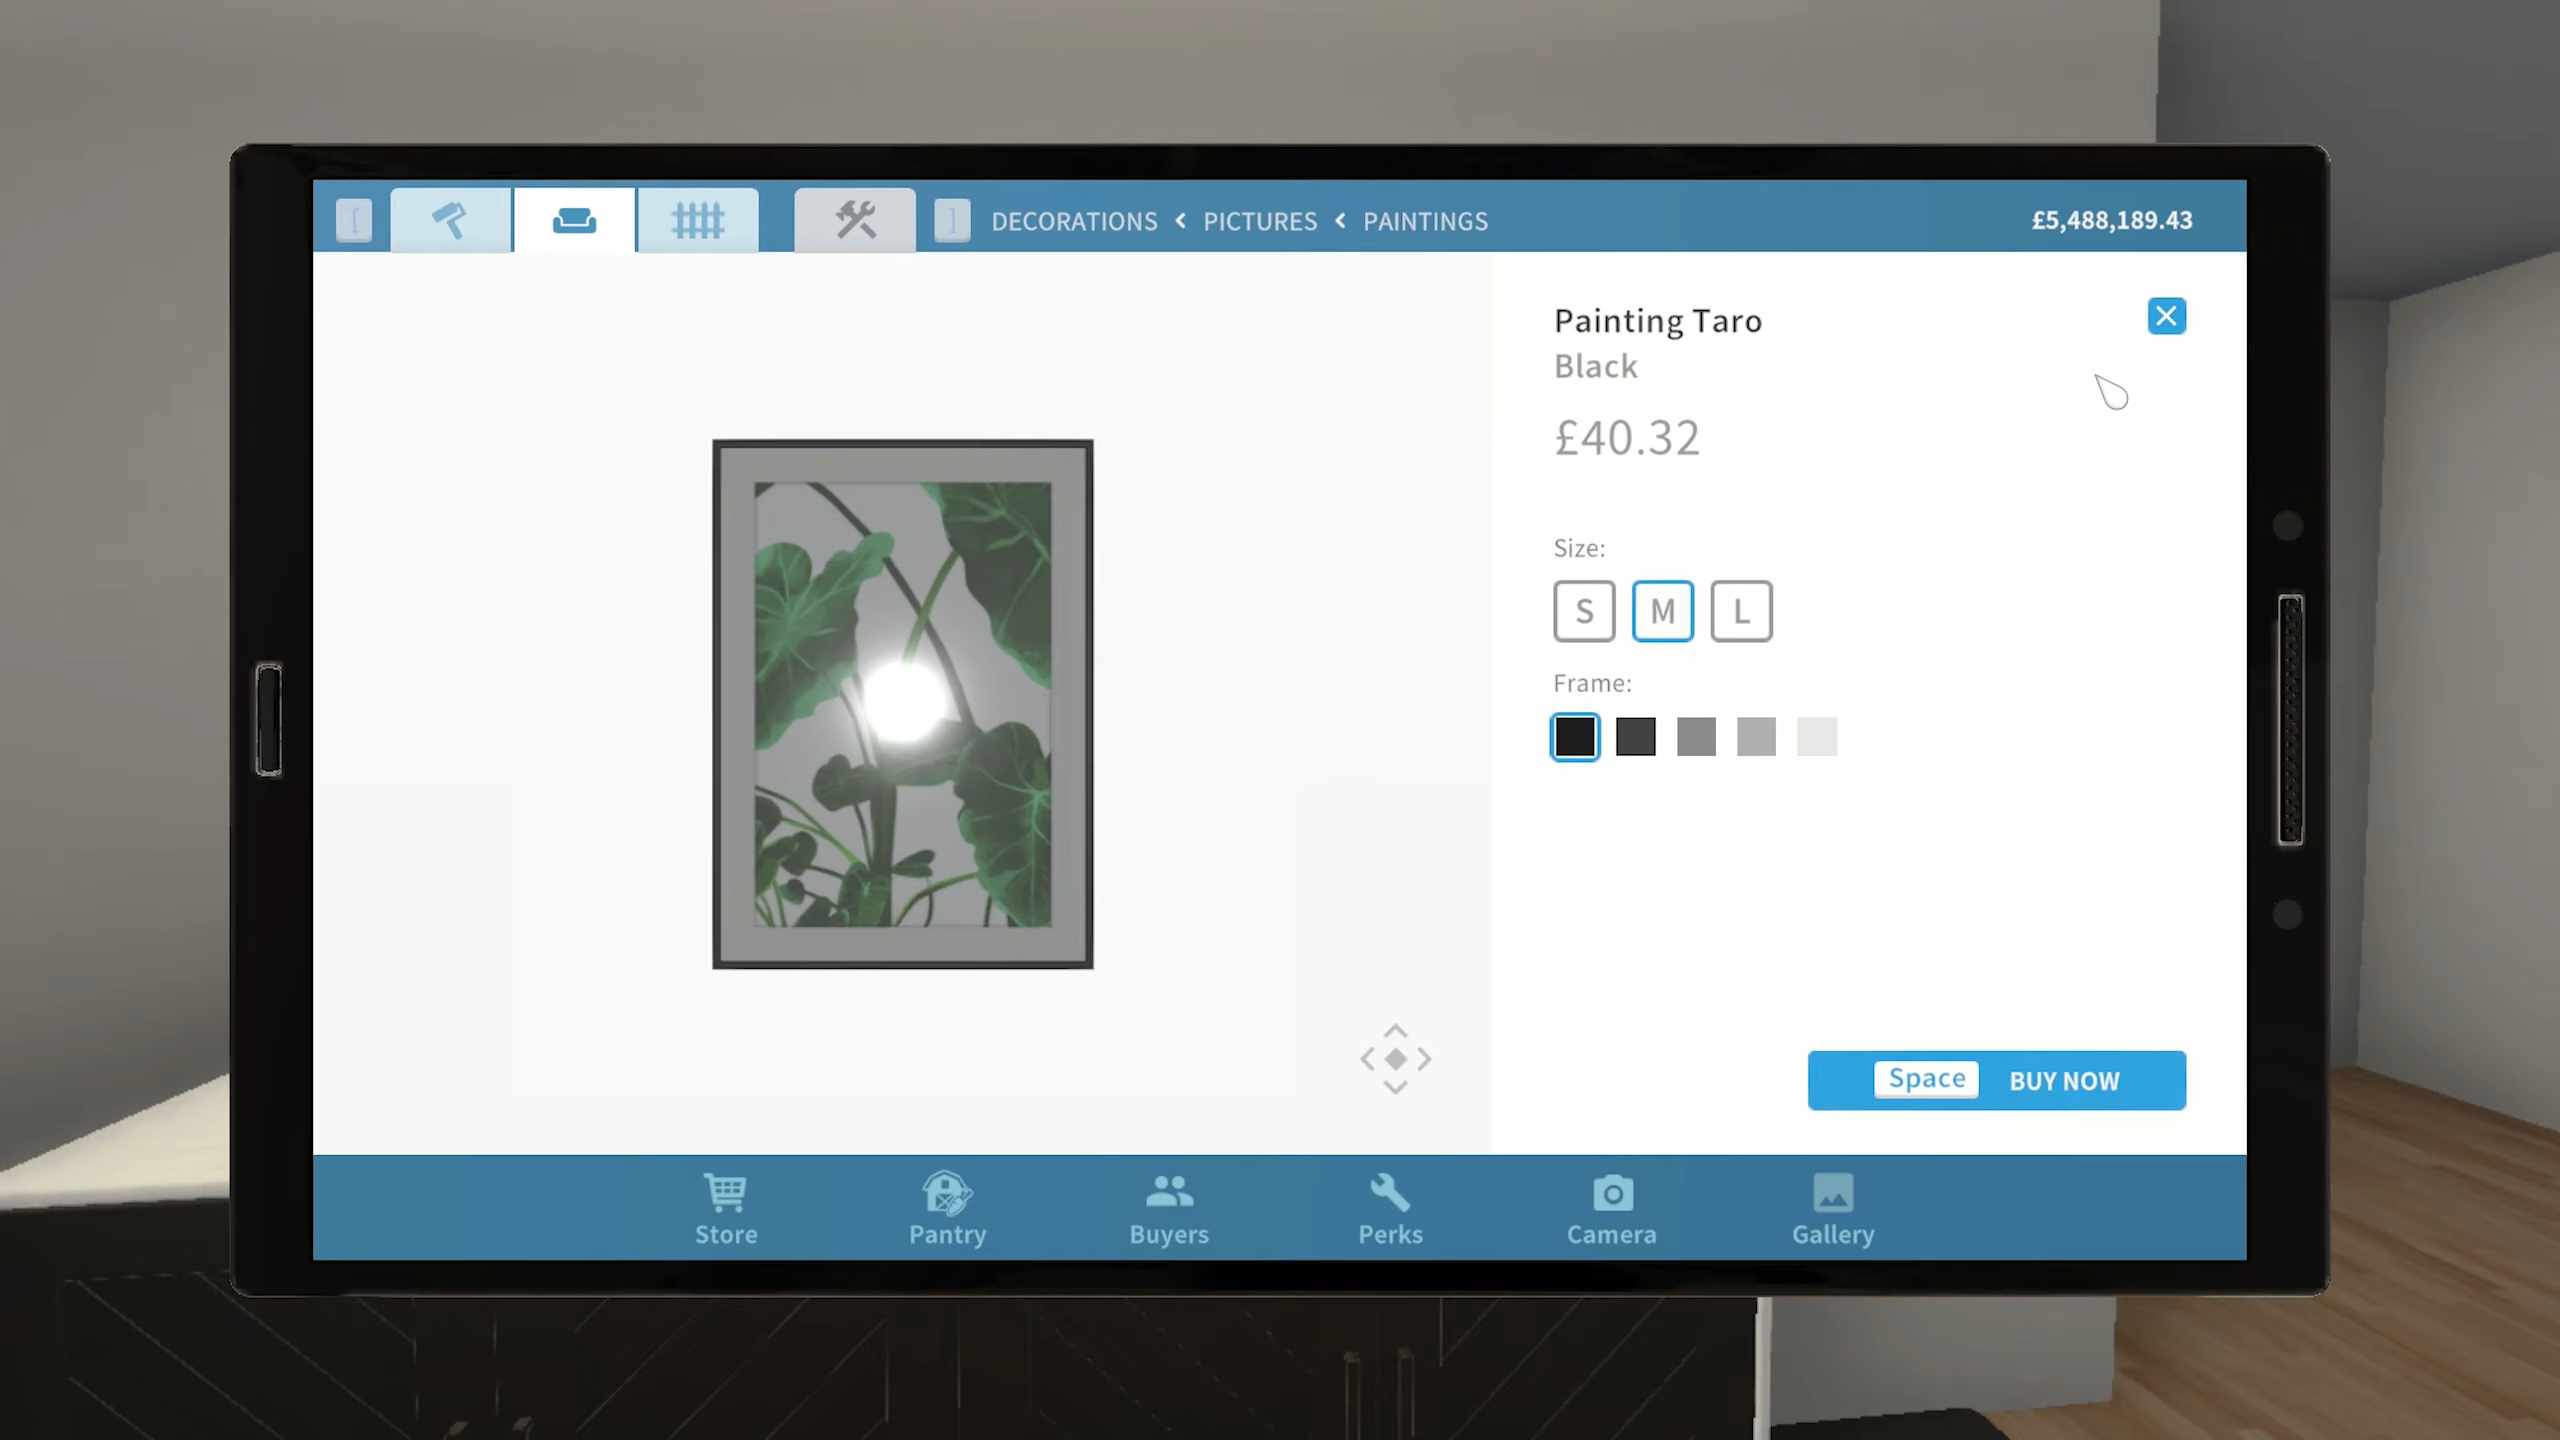 [
]
DECORATIONS < PICTURES < PAINTINGS
£5,488,189.43
Painting Taro
Black
£40.32
Size:
S M L
Frame:
Space BUY NOW
Store Pantry Buyers Perks Camera Gallery